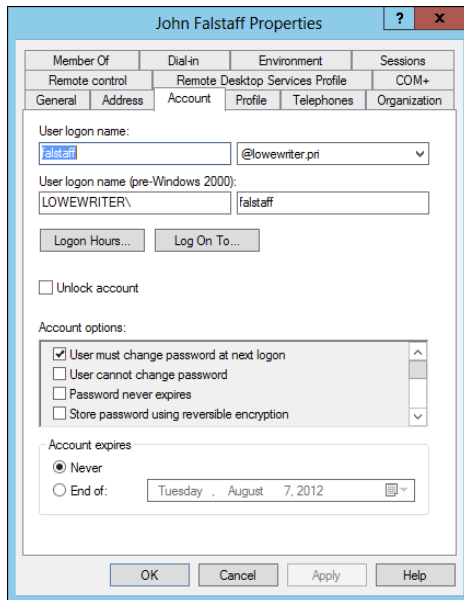 John Falstaff Properties ? x
Member Of Dial-in Environment Sessions
Remote control Remote Desktop Services Profile COM+
General Address Account Profile Telephones Organization
User logon name:
falstaff @lowewriter.pri
User logon name (pre-Windows 2000):
LOWEWRITER\ falstaff
Logon Hours... Log On To...
Unlock account
Account options:
User must change password at next logon
User cannot change password
Password never expires
Store password using reversible encryption
Account expires
Never
End of: Tuesday , August 7, 2012
OK Cancel Apply Help